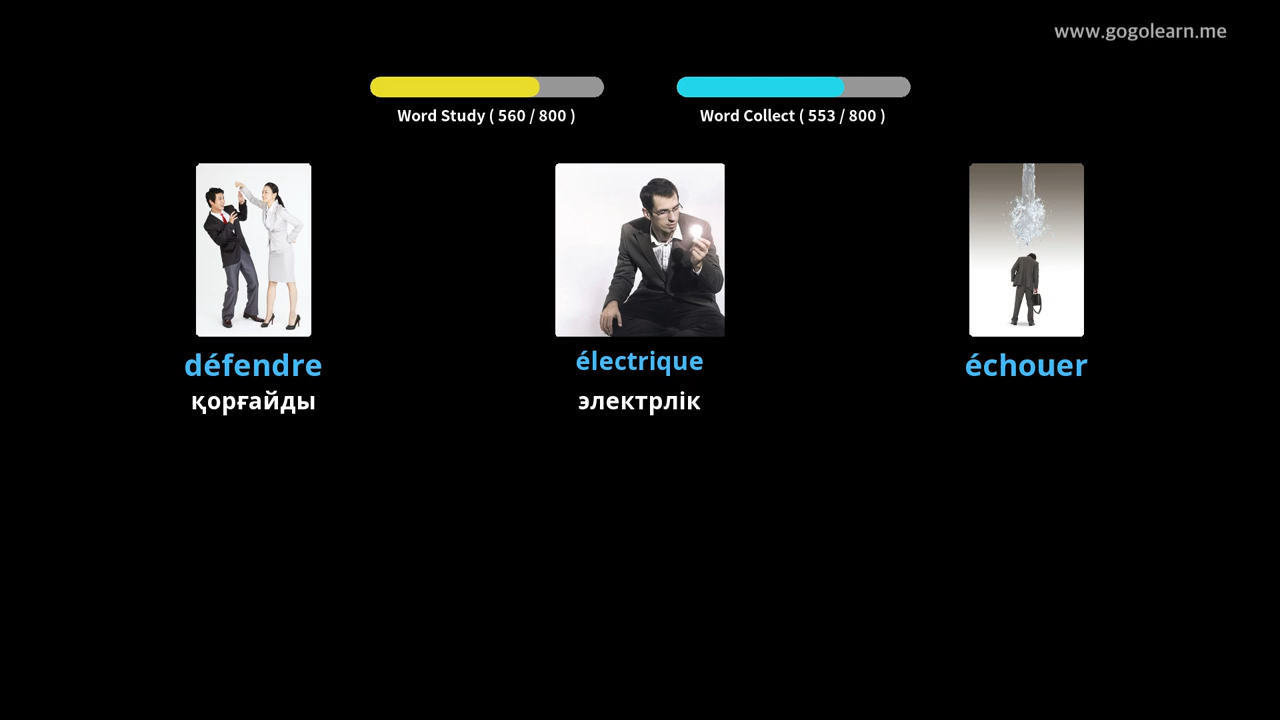 www.gogolearn.me
Word Study ( 560 / 800 )
Word Collect ( 553 / 800 )
défendre
électrique
échouer
қорғайды
электрлік